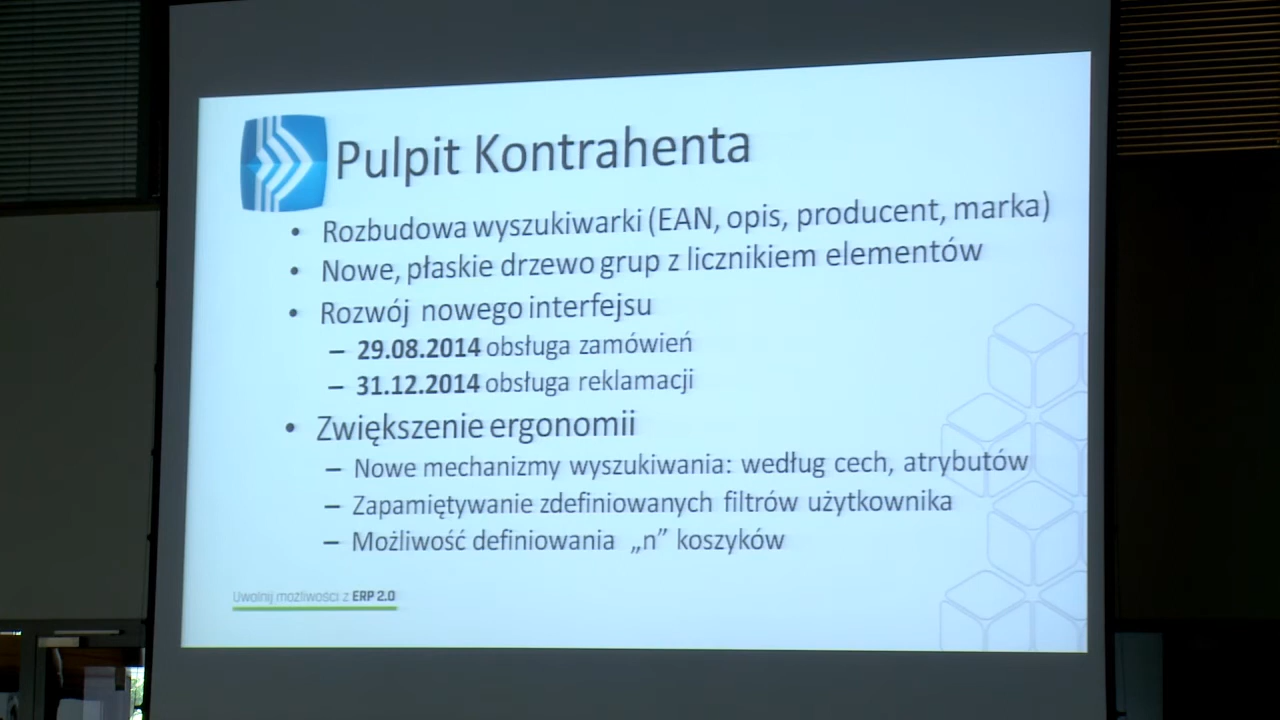 Pulpit Kontrahenta
• Rozbudowa wyszukiwarki (EAN, opis, producent, marka)
• Nowe, płaskie drzewo grup z licznikiem elementów
• Rozwój nowego interfejsu
– 29.08.2014 obsługa zamówień
– 31.12.2014 obsługa reklamacji
• Zwiększenie ergonomii
– Nowe mechanizmy wyszukiwania: według cech, atrybutów
– Zapamiętywanie zdefiniowanych filtrów użytkownika
– Możliwość definiowania „n” koszyków
Uwolnij możliwości z ERP 2.0